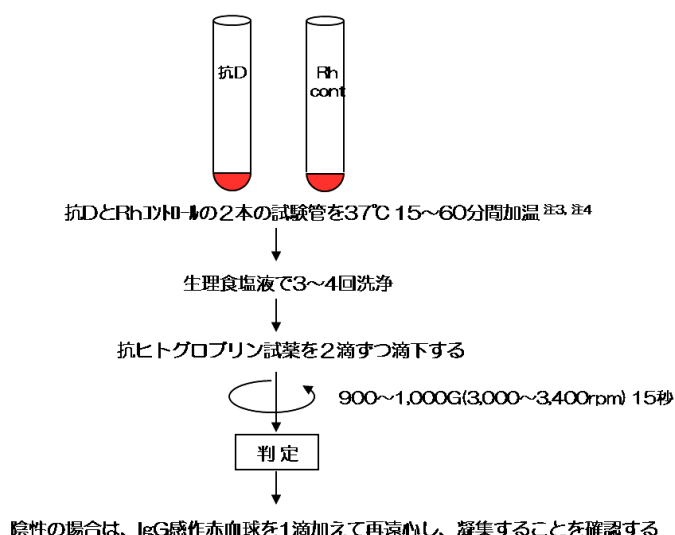 抗D
Rh
cont
抗DとRhコントロールの2本の試験管を37℃ 15～60分間加温 注3, 注4
生理食塩液で3～4回洗浄
抗ヒトグロブリン試薬を2滴ずつ滴下する
900～1,000G(3,000～3,400rpm) 15秒
判定
陰性の場合は、IgG感作赤血球を1滴加えて再遠心し、凝集することを確認する